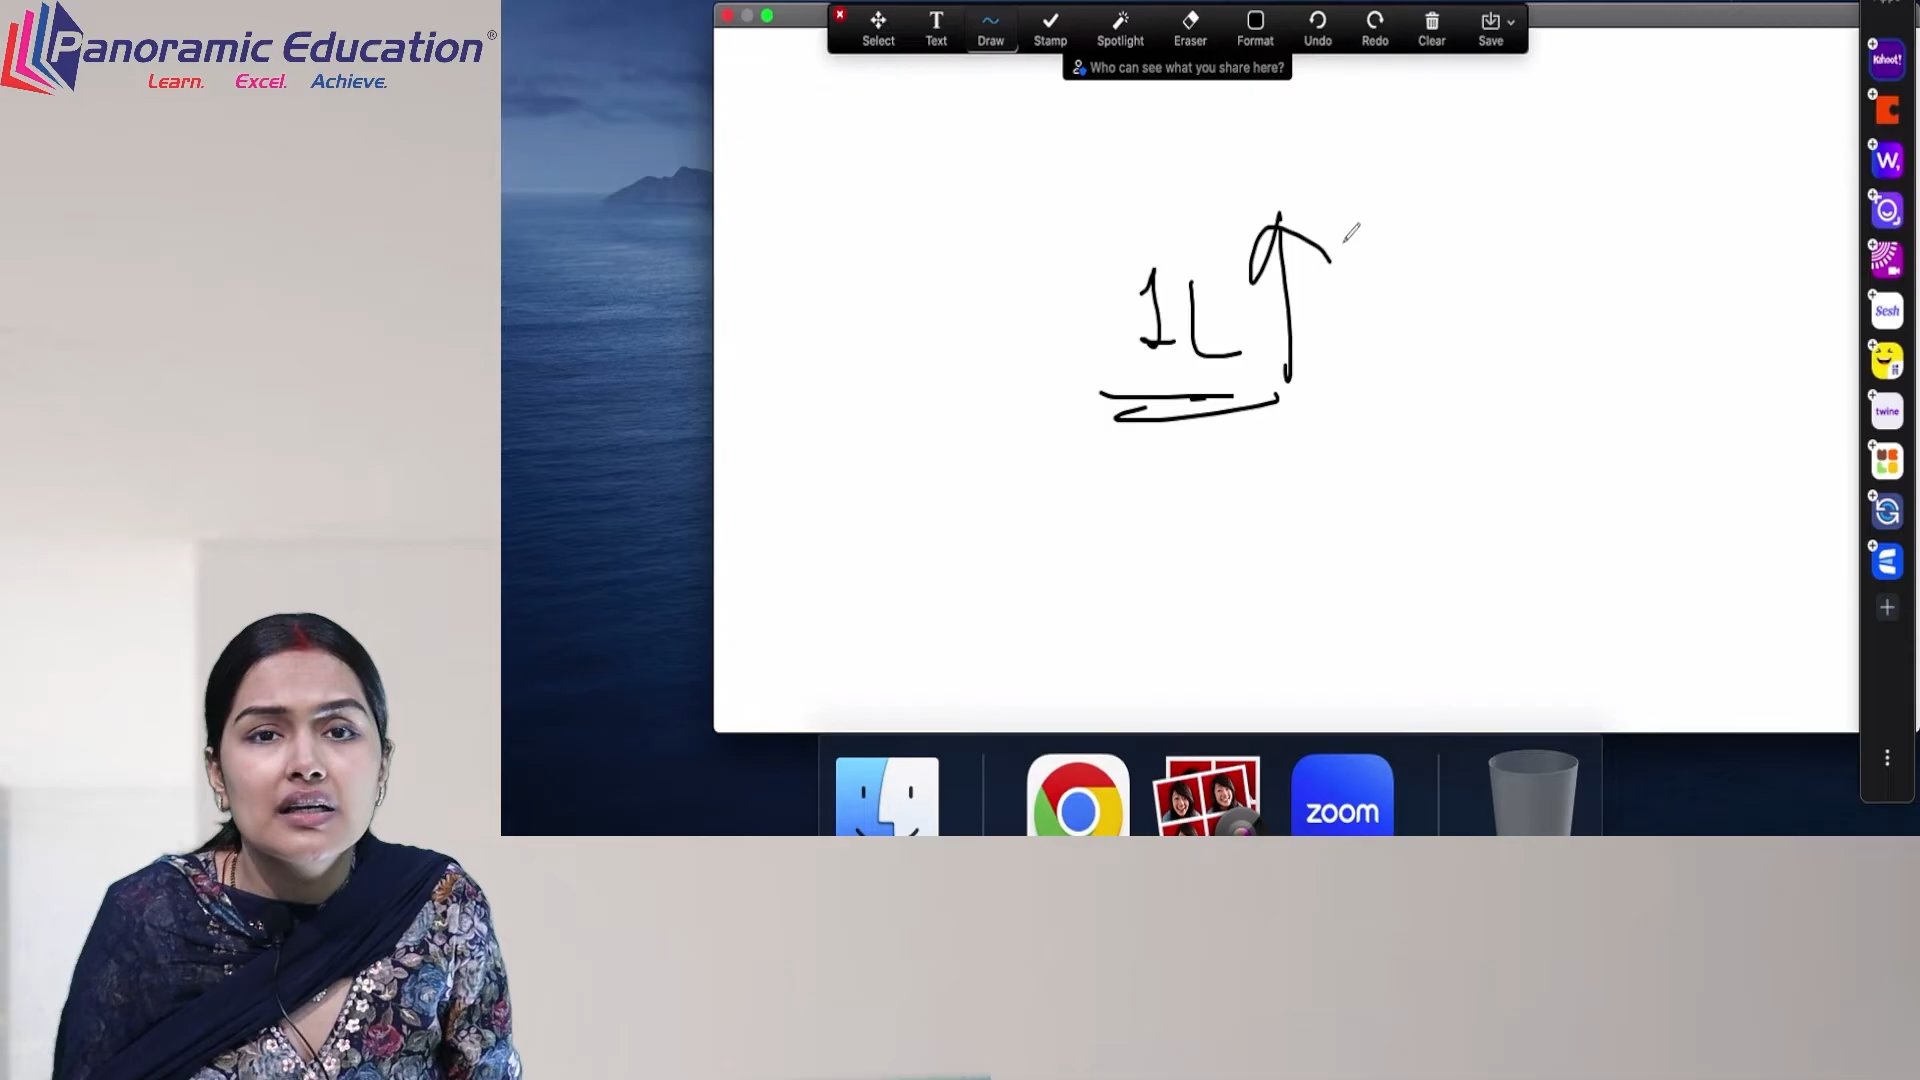 Panoramic Education®
Learn. Excel. Achieve.
Select Text Draw Stamp Spotlight Eraser Format Undo Redo Clear Save
Who can see what you share here?
1L
Kahoot!
W,
Sesh
twine
zoom